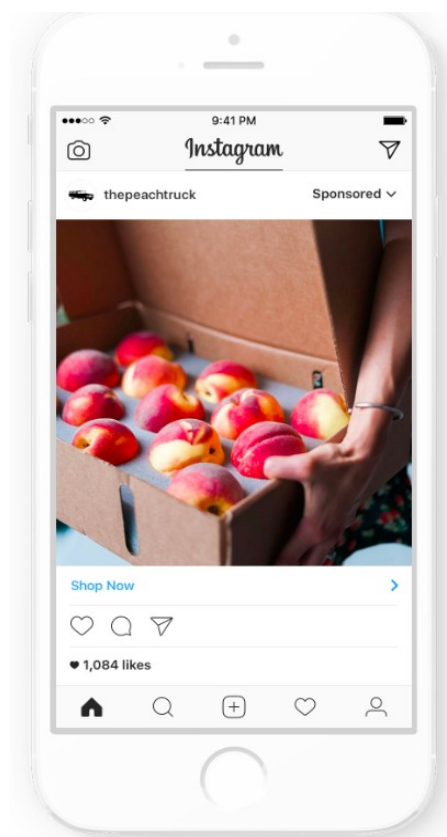 9:41 PM
Instagram
thepeachtruck Sponsored
Shop Now
1,084 likes